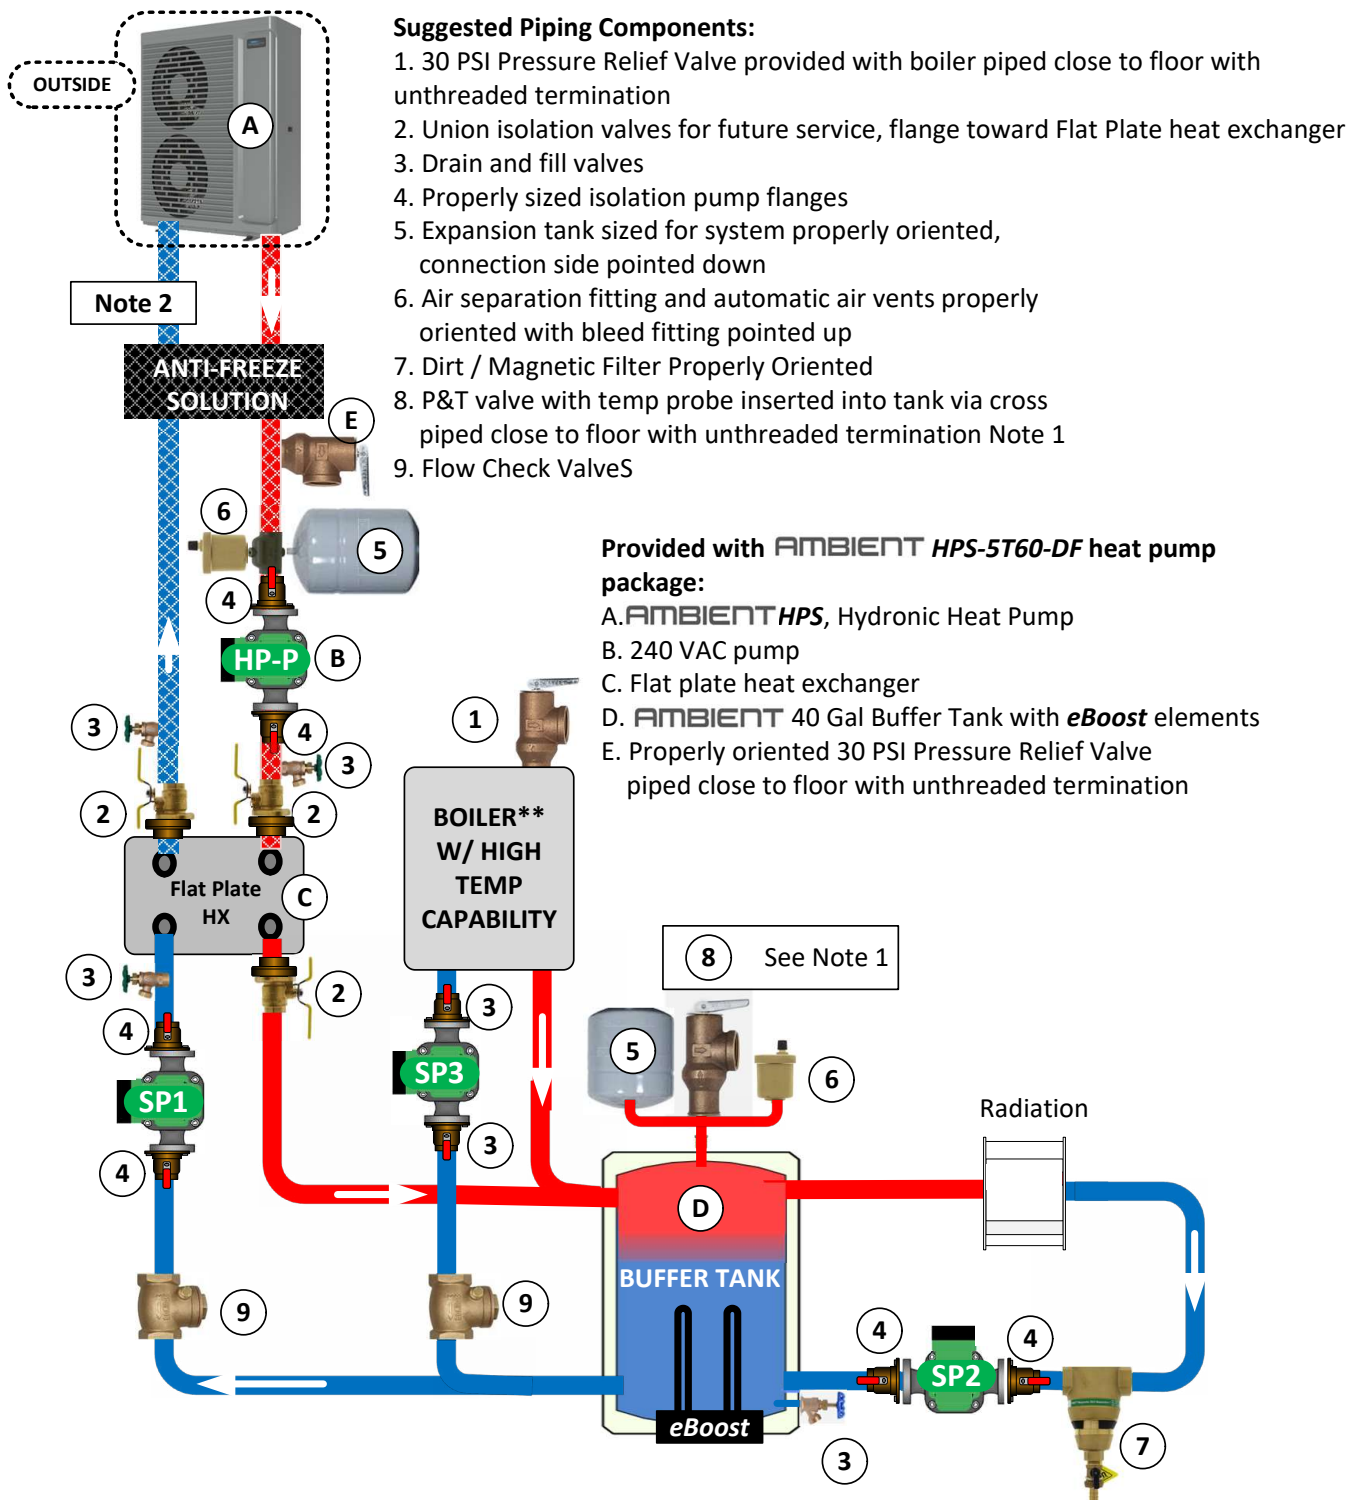 Suggested Piping Components:
1. 30 PSI Pressure Relief Valve provided with boiler piped close to floor with
unthreaded termination
2. Union isolation valves for future service, flange toward Flat Plate heat exchanger
3. Drain and fill valves
4. Properly sized isolation pump flanges
5. Expansion tank sized for system properly oriented,
connection side pointed down
6. Air separation fitting and automatic air vents properly
oriented with bleed fitting pointed up
7. Dirt / Magnetic Filter Properly Oriented
8. P&T valve with temp probe inserted into tank via cross
piped close to floor with unthreaded termination Note 1
9. Flow Check ValveS
OUTSIDE
A
Note 2
ANTI-FREEZE
SOLUTION
E
6
5
4
HP-P
B
3
4
3
2
2
Provided with AMBIENT HPS-5T60-DF heat pump
package:
A. AMBIENT HPS, Hydronic Heat Pump
B. 240 VAC pump
C. Flat plate heat exchanger
D. AMBIENT 40 Gal Buffer Tank with eBoost elements
E. Properly oriented 30 PSI Pressure Relief Valve
piped close to floor with unthreaded termination
1
BOILER**
W/ HIGH
TEMP
CAPABILITY
Flat Plate
HX
C
3
2
4
SP1
4
3
SP3
3
8 See Note 1
5
6
Radiation
D
BUFFER TANK
9
9
eBoost
4
SP2
4
3
7